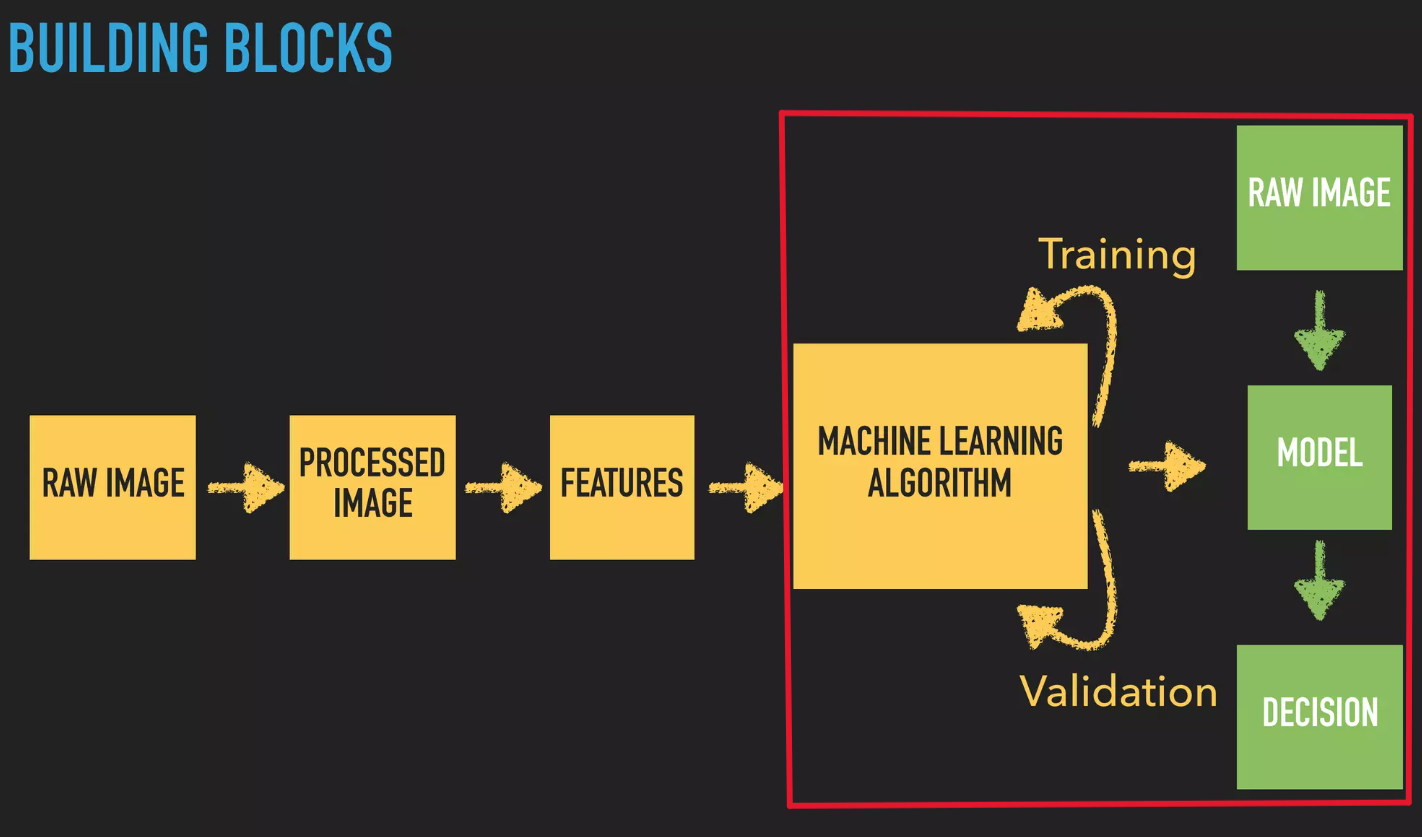 BUILDING BLOCKS
RAW IMAGE
PROCESSED
IMAGE
FEATURES
MACHINE LEARNING
ALGORITHM
Training
Validation
RAW IMAGE
MODEL
DECISION